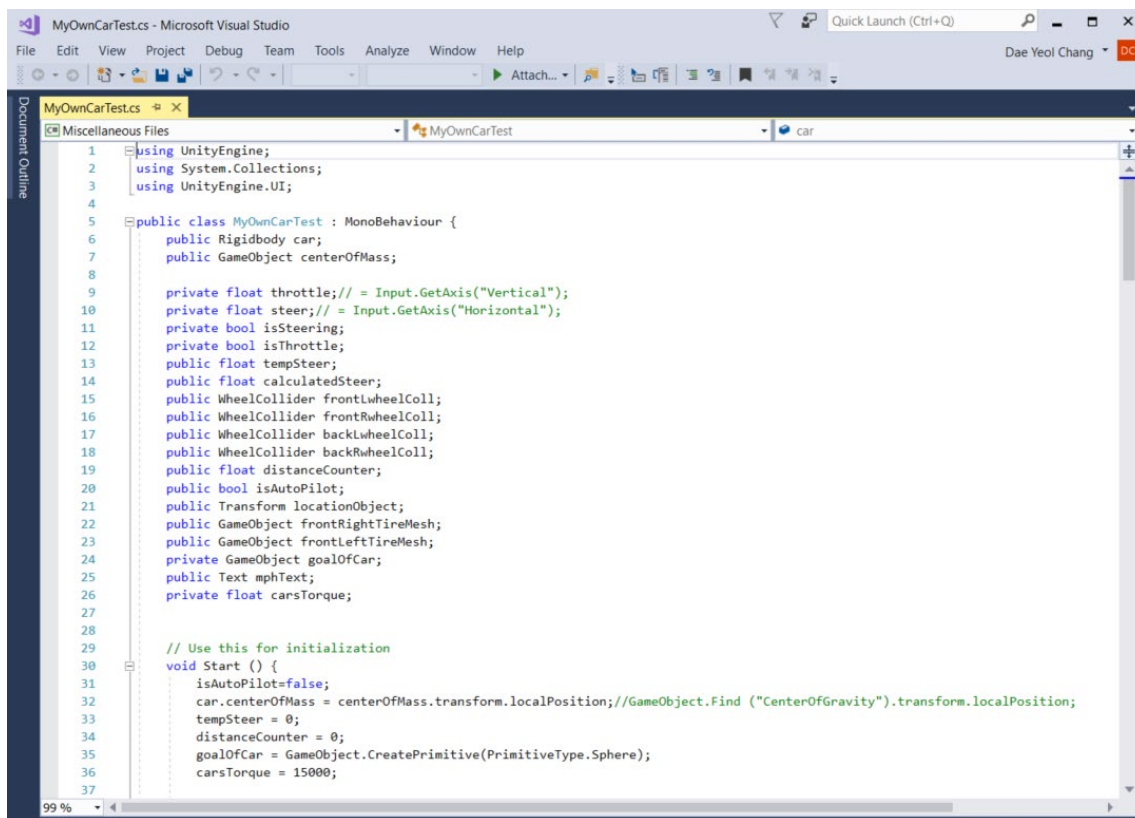 MyOwnCarTest.cs - Microsoft Visual Studio
Quick Launch (Ctrl+Q)
File Edit View Project Debug Team Tools Analyze Window Help
Dae Yeol Chang DC
Attach...
Document Outline
MyOwnCarTest.cs
C# Miscellaneous Files MyOwnCarTest car
1 using UnityEngine;
2 using System.Collections;
3 using UnityEngine.UI;
4
5 public class MyOwnCarTest : MonoBehaviour {
6 public Rigidbody car;
7 public GameObject centerOfMass;
8
9 private float throttle;// = Input.GetAxis("Vertical");
10 private float steer;// = Input.GetAxis("Horizontal");
11 private bool isSteering;
12 private bool isThrottle;
13 public float tempSteer;
14 public float calculatedSteer;
15 public WheelCollider frontLwheelColl;
16 public WheelCollider frontRwheelColl;
17 public WheelCollider backLwheelColl;
18 public WheelCollider backRwheelColl;
19 public float distanceCounter;
20 public bool isAutoPilot;
21 public Transform locationObject;
22 public GameObject frontRightTireMesh;
23 public GameObject frontLeftTireMesh;
24 private GameObject goalOfCar;
25 public Text mphText;
26 private float carsTorque;
27
28
29 // Use this for initialization
30 void Start () {
31 isAutoPilot=false;
32 car.centerOfMass = centerOfMass.transform.localPosition;//GameObject.Find ("CenterOfGravity").transform.localPosition;
33 tempSteer = 0;
34 distanceCounter = 0;
35 goalOfCar = GameObject.CreatePrimitive(PrimitiveType.Sphere);
36 carsTorque = 15000;
37
99 %